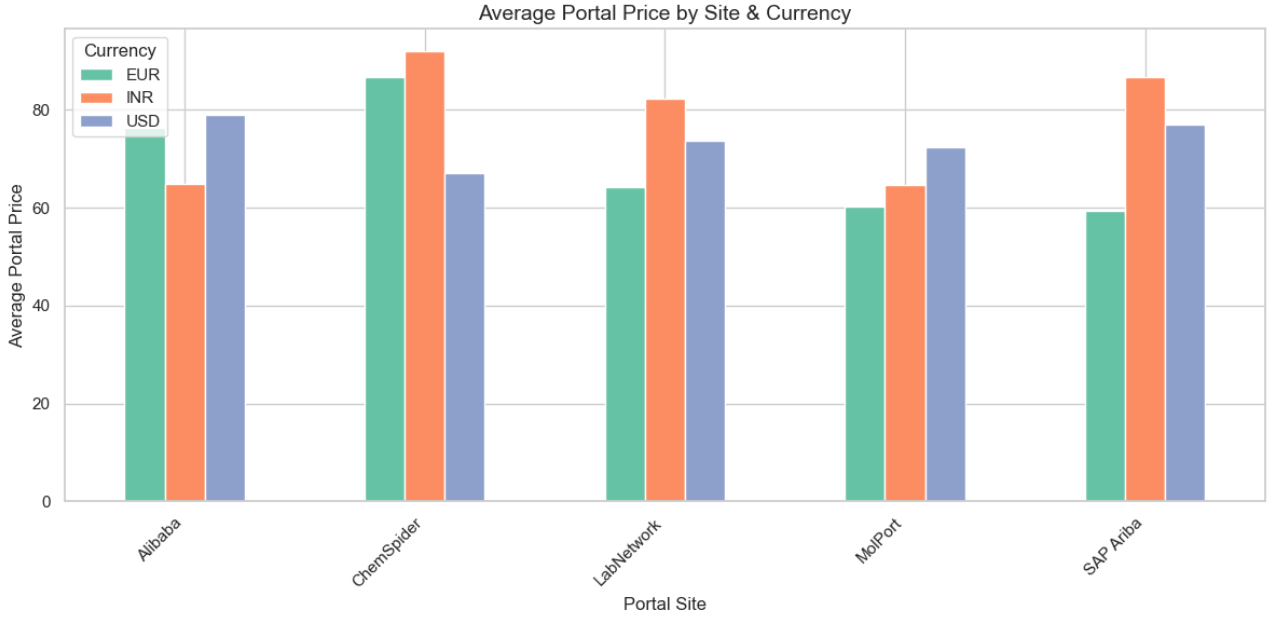 Average Portal Price by Site & Currency
Currency
EUR
INR
USD
Average Portal Price
80
60
40
20
0
Alibaba
ChemSpider
LabNetwork
MolPort
SAP Ariba
Portal Site